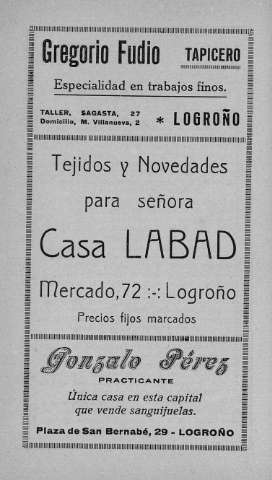 Gregorio Fudio TAPICERO
Especialidad en trabajos finos.
TALLER, SAGASTA, 27
Domicilio, M. Villanueva, 2 * LOGROÑO
Tejidos y Novedades
para señora
Casa LABAD
Mercado, 72 :-: Logroño
Precios fijos marcados
Gonzalo Pérez
PRACTICANTE
Única casa en esta capital
que vende sanguijuelas.
Plaza de San Bernabé, 29 - LOGROÑO